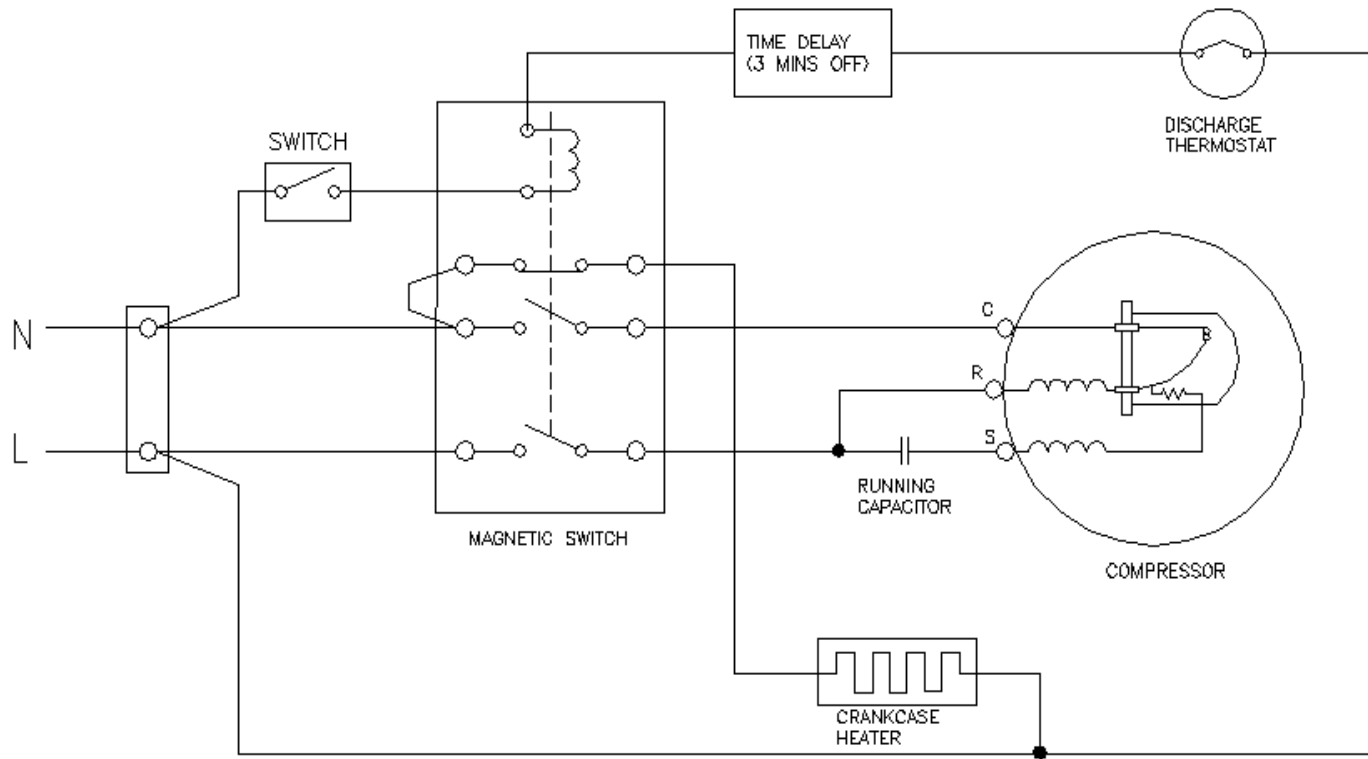 TIME DELAY
(3 MINS OFF)
DISCHARGE
THERMOSTAT
SWITCH
N
L
C
R
S
RUNNING
CAPACITOR
MAGNETIC SWITCH
COMPRESSOR
CRANKCASE
HEATER